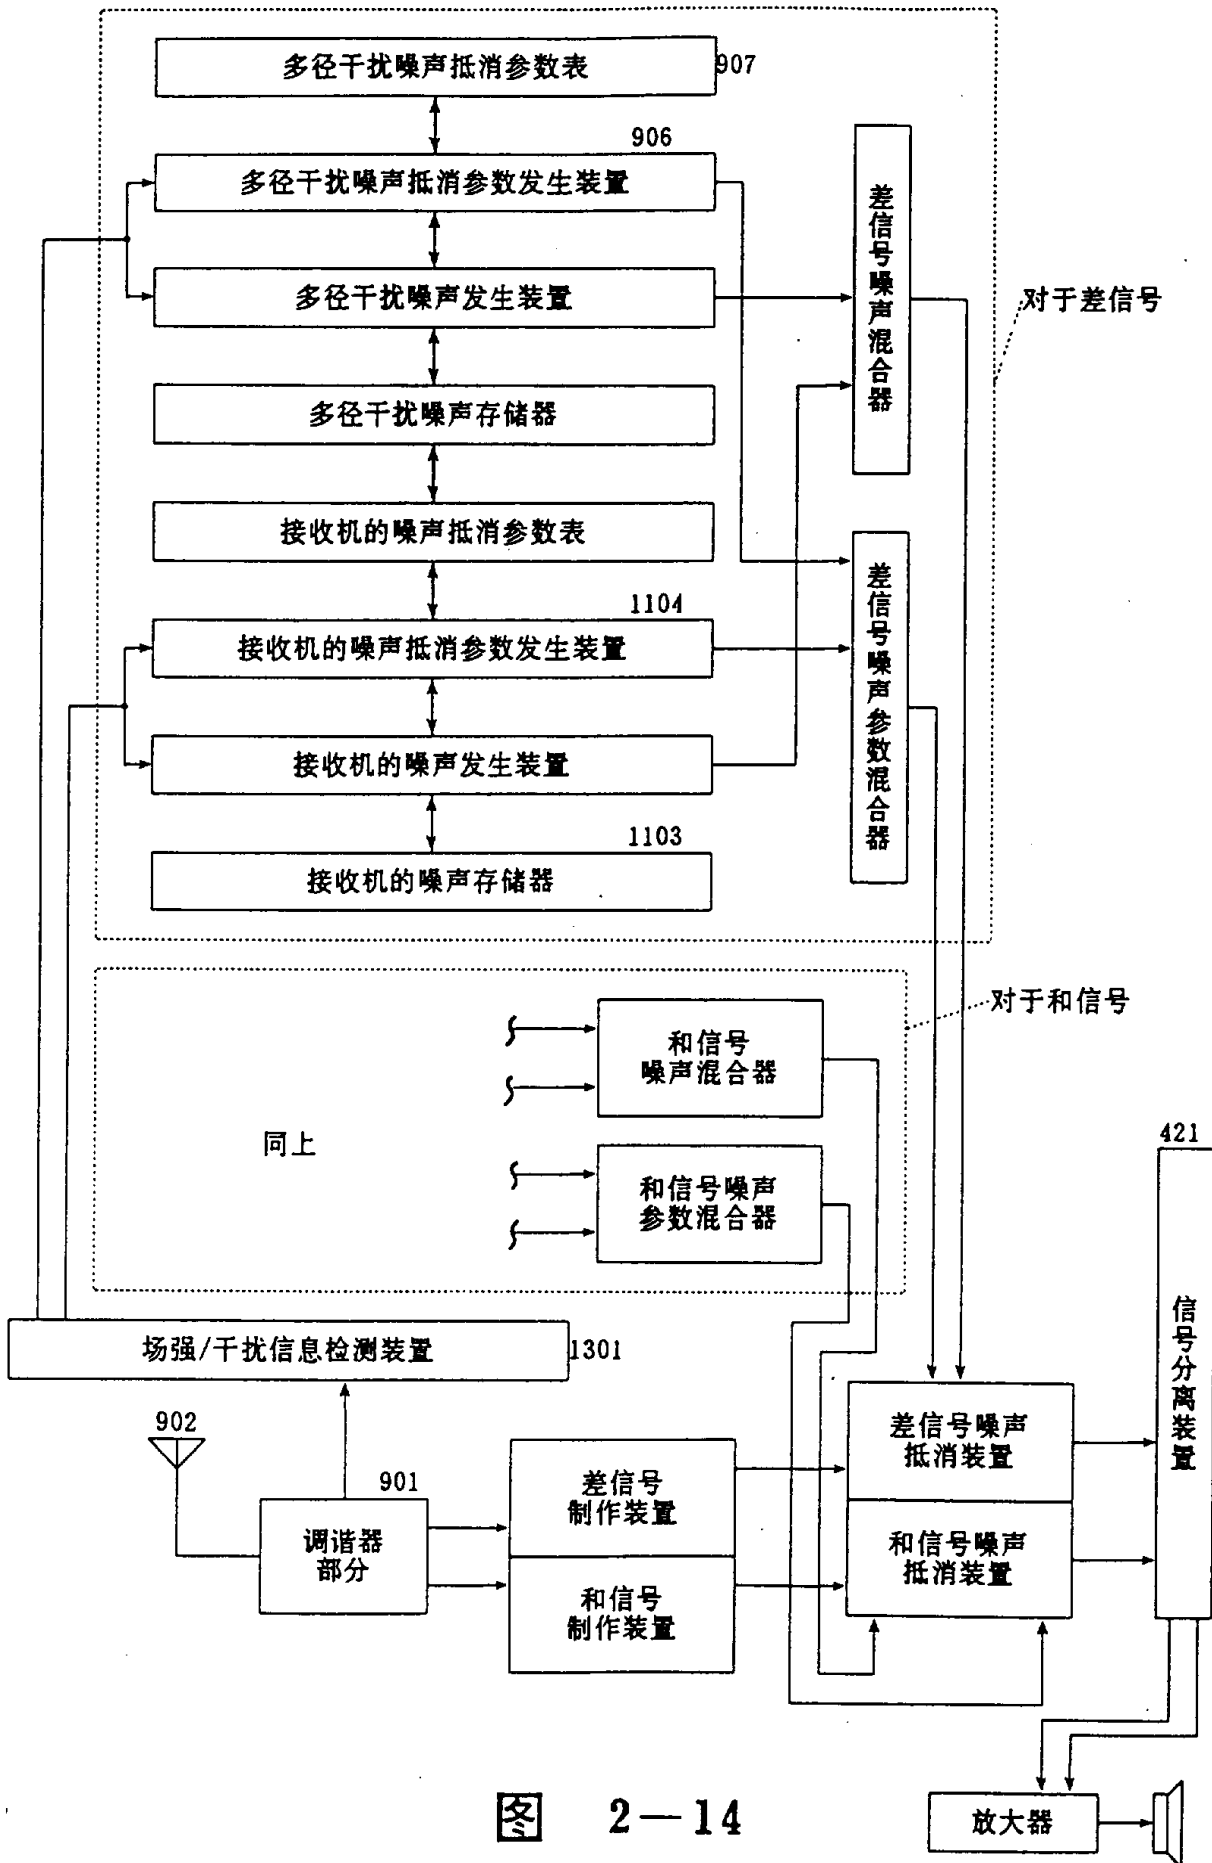 多径干扰噪声抵消参数表
907
906
多径干扰噪声抵消参数发生装置
多径干扰噪声发生装置
多径干扰噪声存储器
接收机的噪声抵消参数表
1104
接收机的噪声抵消参数发生装置
接收机的噪声发生装置
1103
接收机的噪声存储器
差信号噪声混合器
差信号噪声参数混合器
对于差信号
对于和信号
和信号
噪声混合器
同上
和信号噪声
参数混合器
421
信号分离装置
场强/干扰信息检测装置
1301
902
901
调谐器
部分
差信号
制作装置
和信号
制作装置
差信号噪声
抵消装置
和信号噪声
抵消装置
放大器
图 2—14